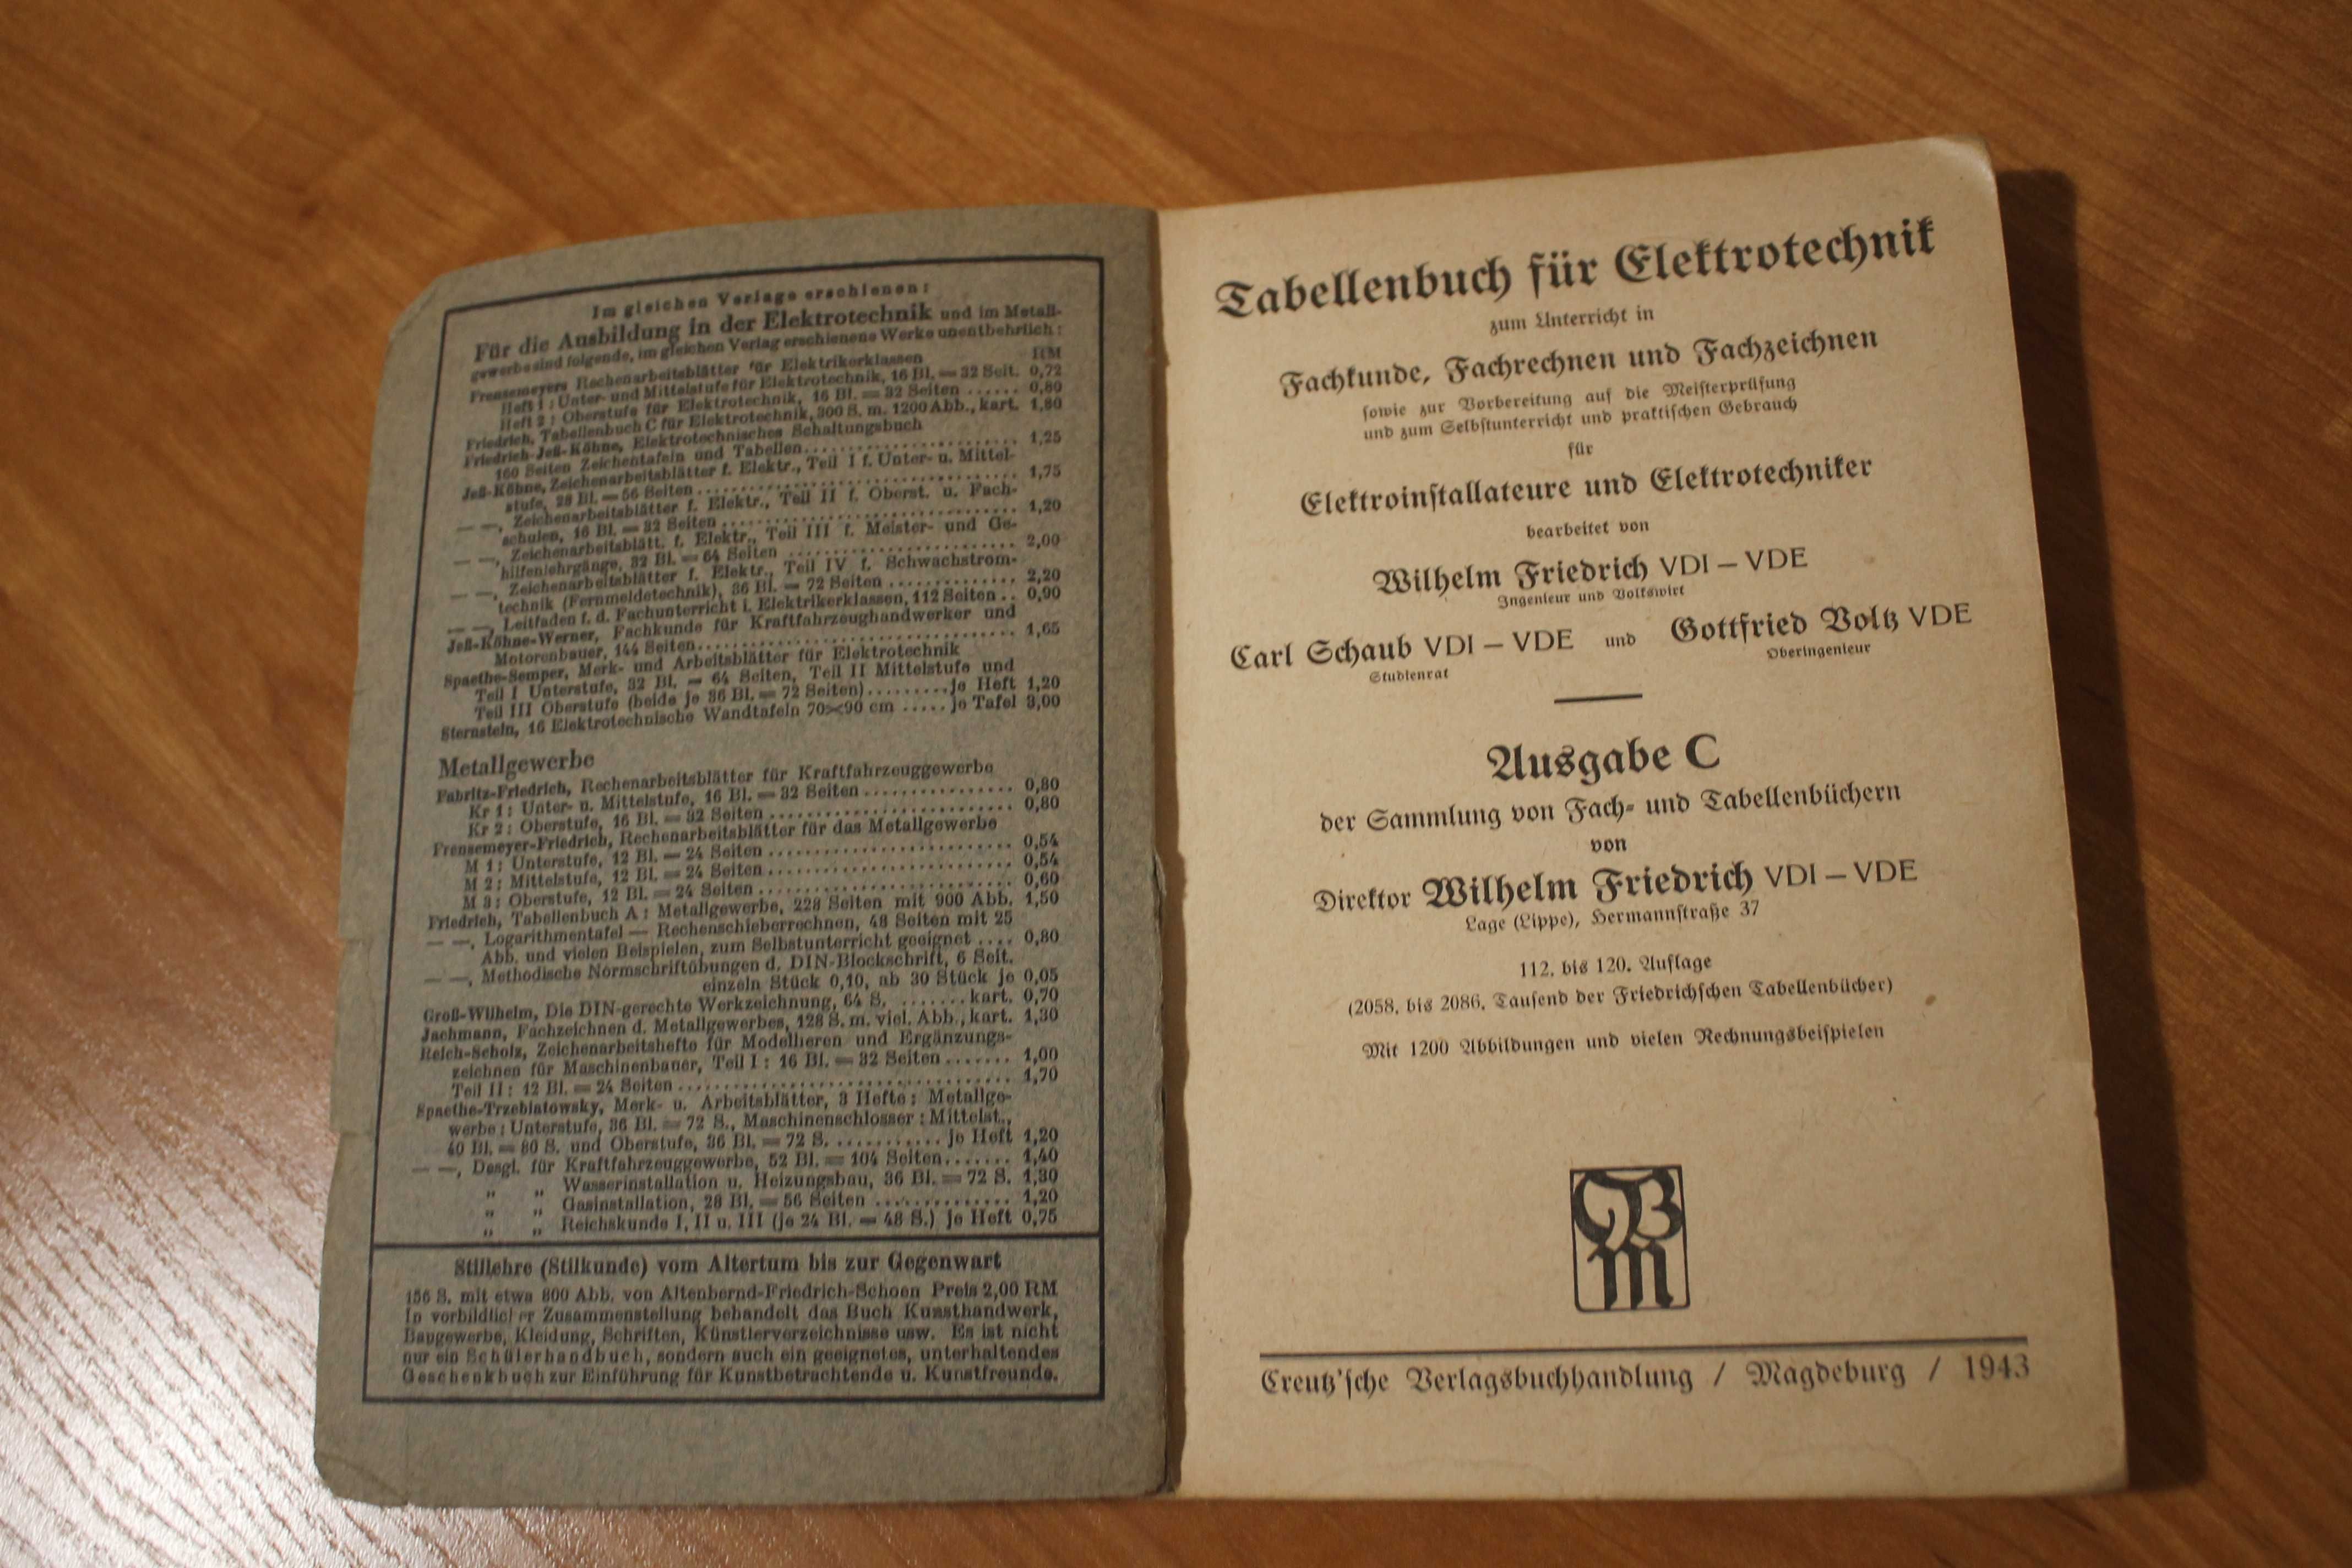 Im gleichen Verlage erschienen:
Für die Ausbildung in der Elektrotechnik und im Metall-
gewerbe sind folgende, im gleichen Verlag erschienene Werke unentbehrlich:
RM
Frensemeyers Rechenarbeitsblätter für Elektrikerklassen
Heft 1: Unter- und Mittelstufe für Elektrotechnik, 16 Bl. = 32 Seit. 0,72
Heft 2: Oberstufe für Elektrotechnik, 16 Bl. = 32 Seiten ...... 0,80
Friedrich, Tabellenbuch C für Elektrotechnik, 300 S. m. 1200 Abb., kart. 1,80
Friedrich-Jeß-Köhne, Elektrotechnisches Schaltungsbuch
160 Seiten Zeichentafeln und Tabellen........................ 1,25
Jeß-Köhne, Zeichenarbeitsblätter f. Elektr., Teil I f. Unter- u. Mittel-
stufe, 28 Bl. = 56 Seiten ........................ 1,75
— —, Zeichenarbeitsblätter f. Elektr., Teil II f. Oberst. u. Fach-
schulen, 16 Bl. = 32 Seiten ........................ 1,20
— —, Zeichenarbeitsblätt. f. Elektr., Teil III f. Meister- und Ge-
hilfenlehrgänge, 32 Bl. = 64 Seiten ........................ 2,00
— —, Zeichenarbeitsblätter f. Elektr., Teil IV f. Schwachstrom-
technik (Fernmeldetechnik), 36 Bl. = 72 Seiten .............. 2,20
— —, Leitfaden f. d. Fachunterricht i. Elektrikerklassen, 112 Seiten .. 0,90
Jeß-Köhne-Werner, Fachkunde für Kraftfahrzeughandwerker und
Motorenbauer, 144 Seiten........................ 1,65
Spaethe-Semper, Merk- und Arbeitsblätter für Elektrotechnik
Teil I Unterstufe, 32 Bl. = 64 Seiten, Teil II Mittelstufe und
Teil III Oberstufe (beide je 36 Bl. = 72 Seiten).........je Heft 1,20
Sternstein, 16 Elektrotechnische Wandtafeln 70×90 cm ..... je Tafel 3,00
Metallgewerbe
Fabritz-Friedrich, Rechenarbeitsblätter für Kraftfahrzeuggewerbe
Kr 1: Unter- u. Mittelstufe, 16 Bl. = 32 Seiten ............... 0,80
Kr 2: Oberstufe, 16 Bl. = 32 Seiten ........................ 0,80
Frensemeyer-Friedrich, Rechenarbeitsblätter für das Metallgewerbe
M 1: Unterstufe, 12 Bl. = 24 Seiten ........................ 0,54
M 2: Mittelstufe, 12 Bl. = 24 Seiten ........................ 0,54
M 3: Oberstufe, 12 Bl. = 24 Seiten ........................ 0,60
Friedrich, Tabellenbuch A: Metallgewerbe, 228 Seiten mit 900 Abb. 1,50
— —, Logarithmentafel — Rechenschieberrechnen, 48 Seiten mit 25
Abb. und vielen Beispielen, zum Selbstunterricht geeignet .... 0,80
— —, Methodische Normschriftübungen d. DIN-Blockschrift, 6 Seit.
einzeln Stück 0,10, ab 30 Stück je 0,05
Groß-Wilhelm, Die DIN-gerechte Werkzeichnung, 64 S. .......kart. 0,70
Jachmann, Fachzeichnen d. Metallgewerbes, 128 S. m. viel. Abb., kart. 1,30
Reich-Scholz, Zeichenarbeitshefte für Modellieren und Ergänzungs-
zeichnen für Maschinenbauer, Teil I: 16 Bl. = 32 Seiten ....... 1,00
Teil II: 12 Bl. = 24 Seiten ........................ 1,70
Spaethe-Trzebiatowsky, Merk- u. Arbeitsblätter, 3 Hefte: Metallge-
werbe: Unterstufe, 36 Bl. = 72 S., Maschinenschlosser: Mittelst.,
40 Bl. = 80 S. und Oberstufe, 36 Bl. = 72 S. ............ je Heft 1,20
— —, Desgl. für Kraftfahrzeuggewerbe, 52 Bl. = 104 Seiten....... 1,40
„ „ Wasserinstallation u. Heizungsbau, 36 Bl. = 72 S. 1,30
„ „ Gasinstallation, 28 Bl. = 56 Seiten .............. 1,20
„ „ Reichskunde I, II u. III (je 24 Bl. = 48 S.) je Heft 0,75
Stillehre (Stilkunde) vom Altertum bis zur Gegenwart
156 S. mit etwa 800 Abb. von Altenbernd-Friedrich-Schoen Preis 2,00 RM
In vorbildlicher Zusammenstellung behandelt das Buch Kunsthandwerk,
Baugewerbe, Kleidung, Schriften, Künstlerverzeichnisse usw. Es ist nicht
nur ein Schülerhandbuch, sondern auch ein geeignetes, unterhaltendes
Geschenkbuch zur Einführung für Kunstbetrachtende u. Kunstfreunde.
Tabellenbuch für Elektrotechnik
zum Unterricht in
Fachkunde, Fachrechnen und Fachzeichnen
sowie zur Vorbereitung auf die Meisterprüfung
und zum Selbstunterricht und praktischen Gebrauch
für
Elektroinstallateure und Elektrotechniker
bearbeitet von
Wilhelm Friedrich VDI – VDE
Ingenieur und Volkswirt
Carl Schaub VDI – VDE und Gottfried Voltz VDE
Studienrat Oberingenieur
Ausgabe C
der Sammlung von Fach- und Tabellenbüchern
von
Direktor Wilhelm Friedrich VDI – VDE
Lage (Lippe), Hermannstraße 37
112. bis 120. Auflage
(2058. bis 2086. Tausend der Friedrichschen Tabellenbücher)
Mit 1200 Abbildungen und vielen Rechnungsbeispielen
Creutz'sche Verlagsbuchhandlung / Magdeburg / 1943